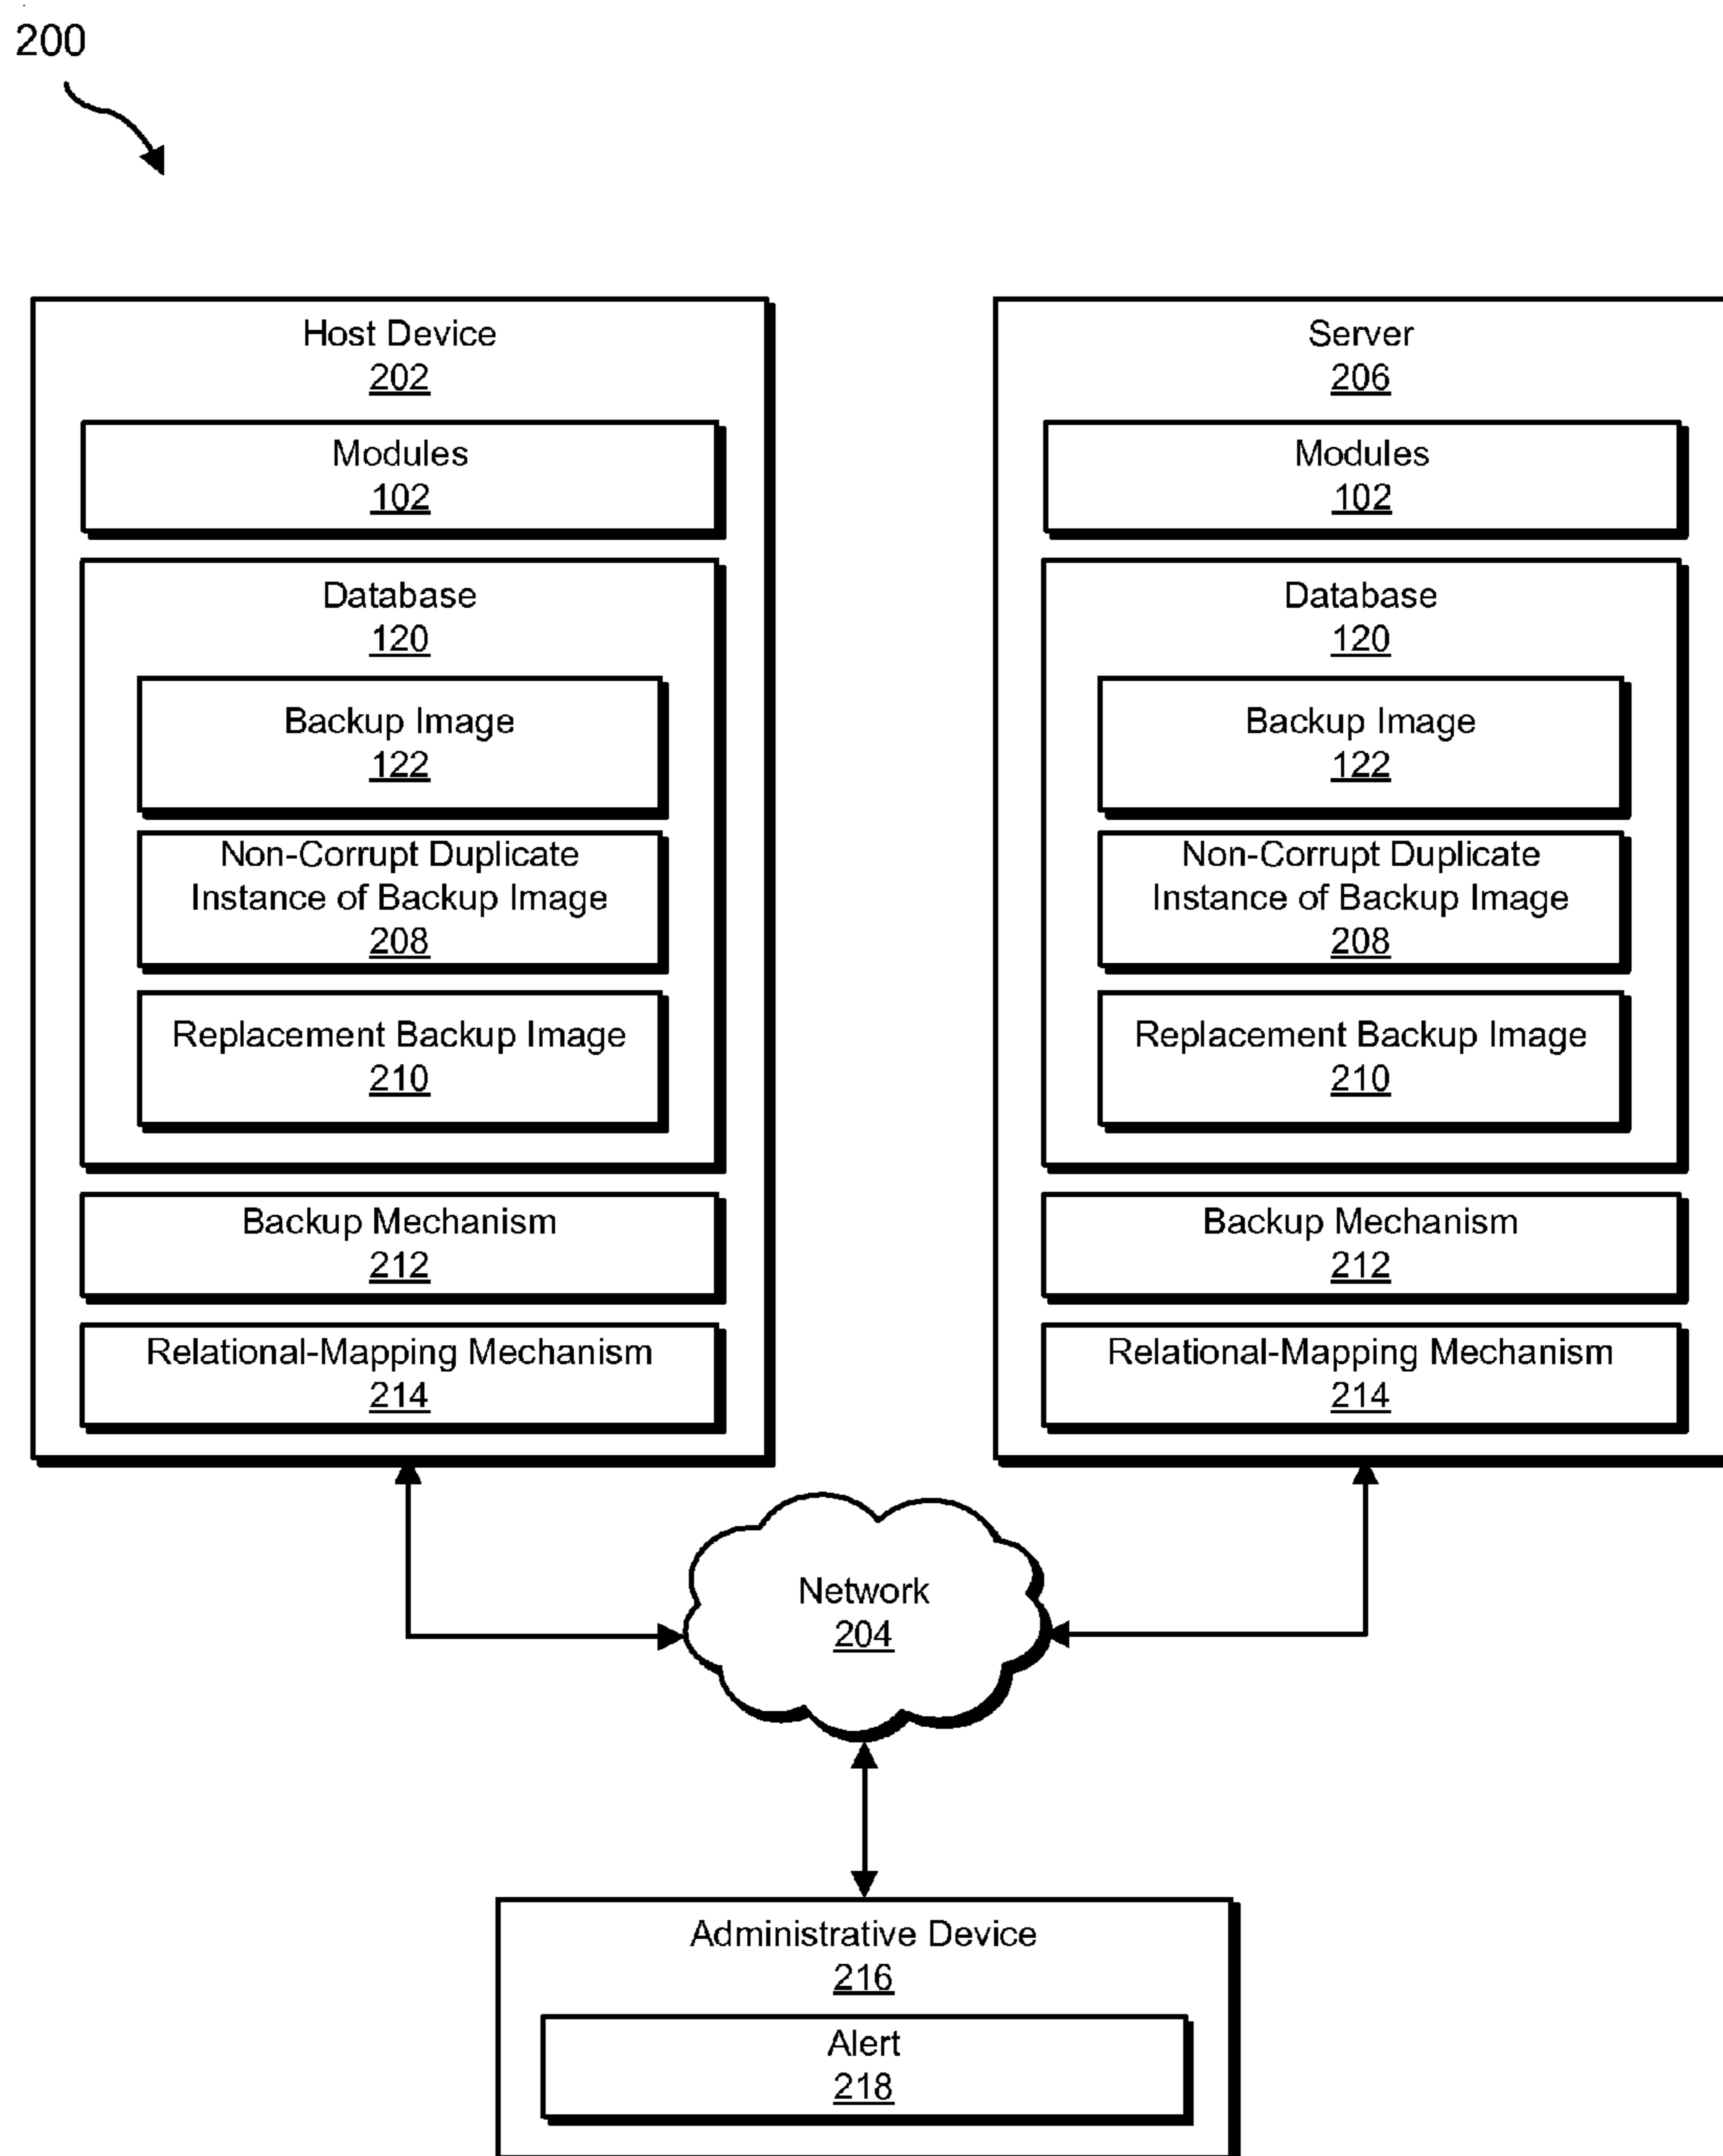 200
Host Device
202
Modules
102
Database
120
Backup Image
122
Non-Corrupt Duplicate
Instance of Backup Image
208
Replacement Backup Image
210
Backup Mechanism
212
Relational-Mapping Mechanism
214
Server
206
Modules
102
Database
120
Backup Image
122
Non-Corrupt Duplicate
Instance of Backup Image
208
Replacement Backup Image
210
Backup Mechanism
212
Relational-Mapping Mechanism
214
Network
204
Administrative Device
216
Alert
218